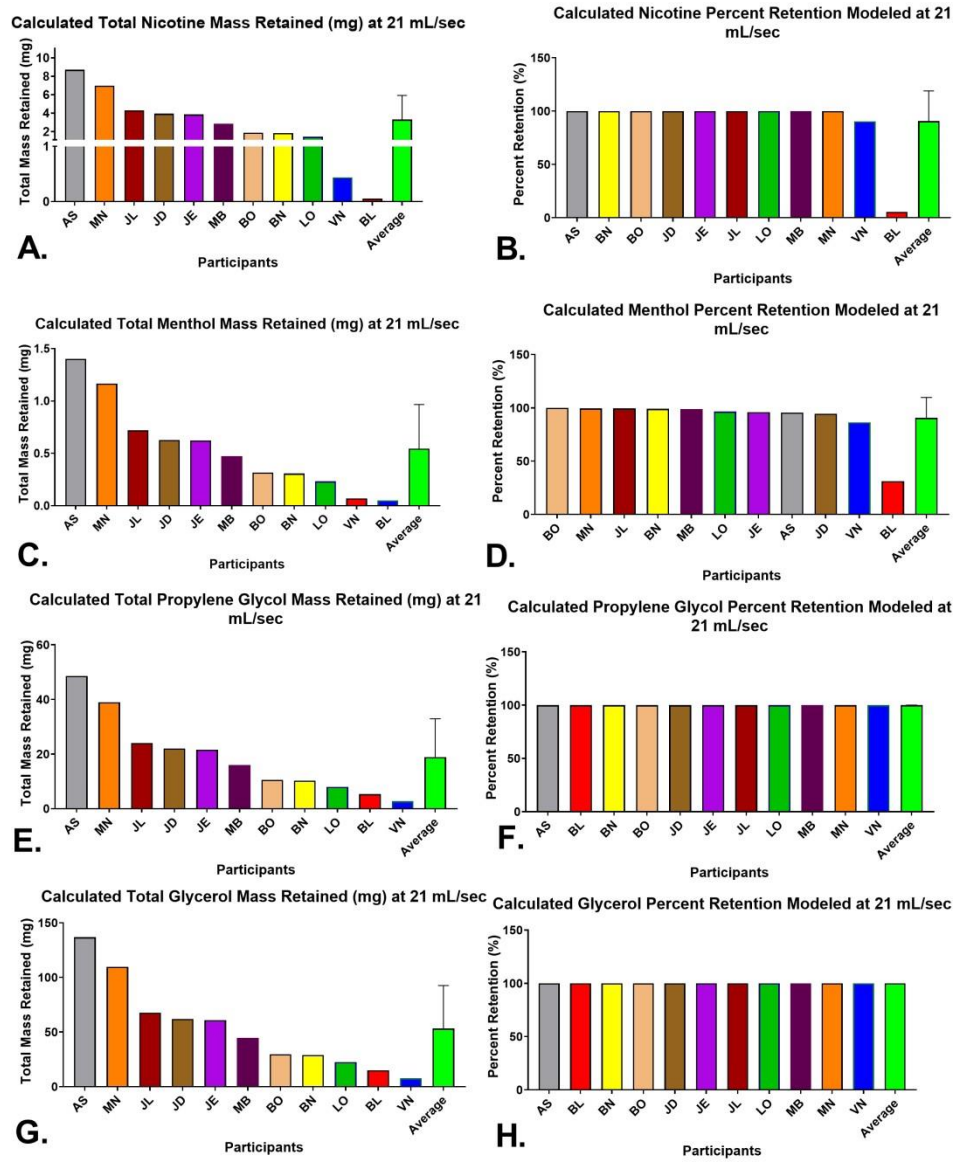 Calculated Total Nicotine Mass Retained (mg) at 21 mL/sec
Total Mass Retained (mg)
10
8
6
4
2
1
1
0
AS MN JL JD JE MB BO BN LO VN BL Average
A.
Participants
Calculated Nicotine Percent Retention Modeled at 21
mL/sec
Percent Retention (%)
150
100
50
0
AS BN BO JD JE JL LO MB MN VN BL Average
B.
Participants
Calculated Total Menthol Mass Retained (mg) at 21 mL/sec
Total Mass Retained (mg)
1.5
1.0
0.5
0.0
AS MN JL JD JE MB BO BN LO VN BL Average
C.
Participants
Calculated Menthol Percent Retention Modeled at 21
mL/sec
Percent Retention (%)
150
100
50
0
BO MN JL BN MB LO JE AS JD VN BL Average
D.
Participants
Calculated Total Propylene Glycol Mass Retained (mg) at 21
mL/sec
Total Mass Retained (mg)
60
40
20
0
AS MN JL JD JE MB BO BN LO BL VN Average
E.
Participants
Calculated Propylene Glycol Percent Retention Modeled at
21 mL/sec
Percent Retention (%)
150
100
50
0
AS BL BN BO JD JE JL LO MB MN VN Average
F.
Participants
Calculated Total Glycerol Mass Retained (mg) at 21 mL/sec
Total Mass Retained (mg)
150
100
50
0
AS MN JL JD JE MB BO BN LO BL VN Average
G.
Participants
Calculated Glycerol Percent Retention Modeled at 21 mL/sec
Percent Retention (%)
150
100
50
0
AS BL BN BO JD JE JL LO MB MN VN Average
H.
Participants